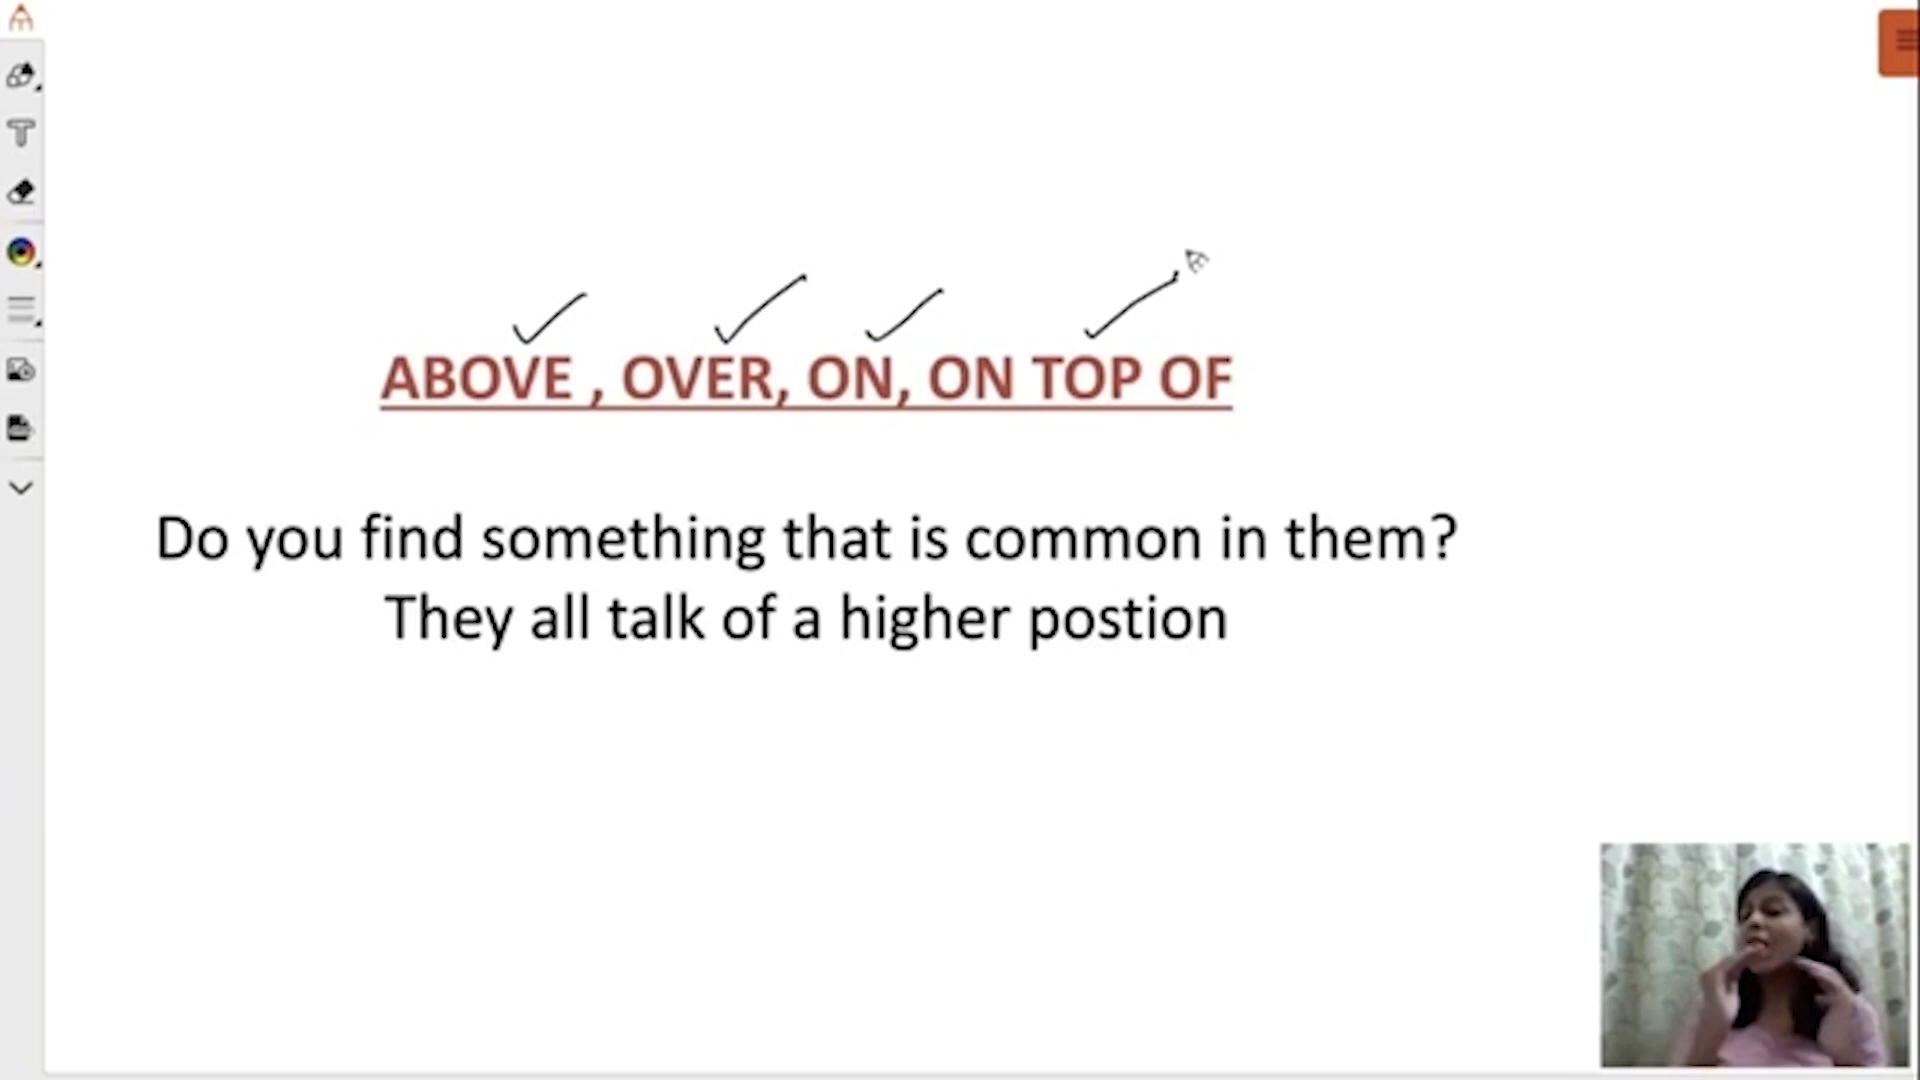 ABOVE , OVER, ON, ON TOP OF
Do you find something that is common in them?
They all talk of a higher postion